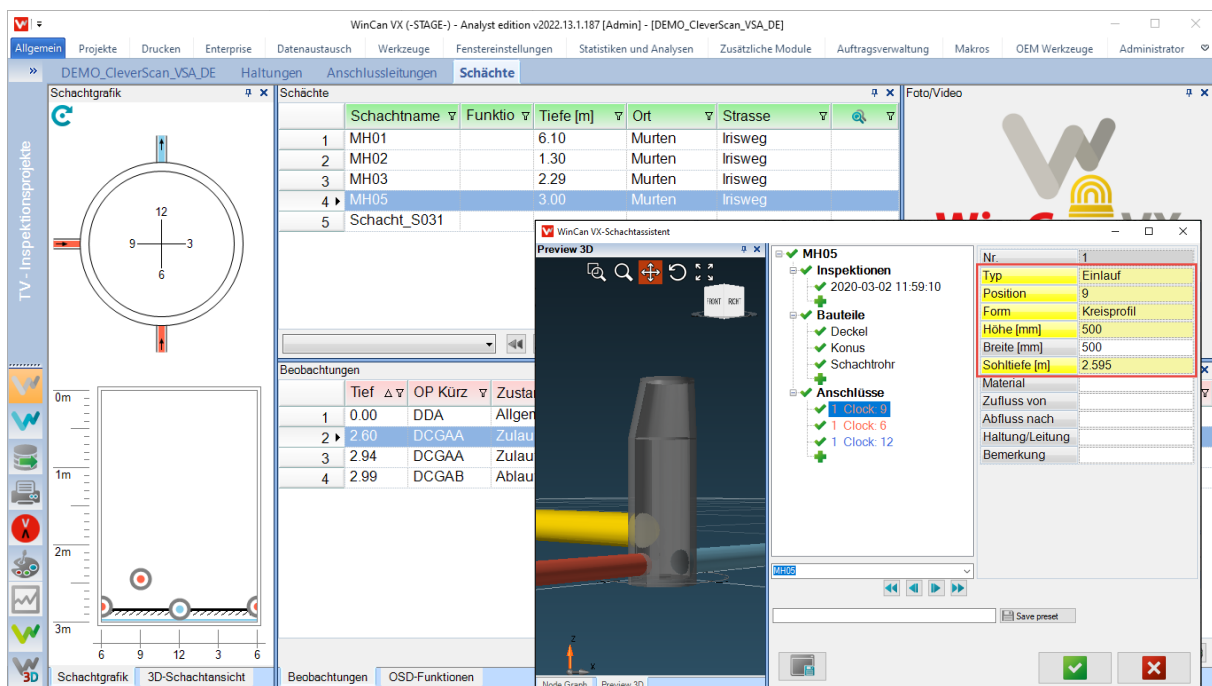 WinCan VX (-STAGE-) - Analyst edition v2022.13.1.187 [Admin] - [DEMO_CleverScan_VSA_DE]
Allgemein Projekte Drucken Enterprise Datenaustausch Werkzeuge Fenstereinstellungen Statistiken und Analysen Zusätzliche Module Auftragsverwaltung Makros OEM Werkzeuge Administrator
DEMO_CleverScan_VSA_DE Haltungen Anschlussleitungen Schächte
TV - Inspektionsprojekte
Schachtgrafik
12
9 3
6
0m
1m
2m
3m
6 9 12 3 6
Schachtgrafik 3D-Schachtansicht
Schächte
Schachtname Funktio Tiefe [m] Ort Strasse
1 MH01 6.10 Murten Irisweg
2 MH02 1.30 Murten Irisweg
3 MH03 2.29 Murten Irisweg
4 MH05 3.00 Murten Irisweg
5 Schacht_S031
Foto/Video
Beobachtungen
Tief OP Kürz Zusta
1 0.00 DDA Allgen
2 2.60 DCGAA Zulau
3 2.94 DCGAA Zulau
4 2.99 DCGAB Ablau
Beobachtungen OSD-Funktionen
WinCan VX-Schachtassistent
Preview 3D
FRONT RIGHT
Z
X
Node Graph Preview 3D
MH05
Inspektionen
2020-03-02 11:59:10
Bauteile
Deckel
Konus
Schachtrohr
Anschlüsse
1 Clock: 9
1 Clock: 6
1 Clock: 12
MH05
Save preset
Nr. 1
Typ Einlauf
Position 9
Form Kreisprofil
Höhe [mm] 500
Breite [mm] 500
Sohltiefe [m] 2.595
Material
Zufluss von
Abfluss nach
Haltung/Leitung
Bemerkung
3D